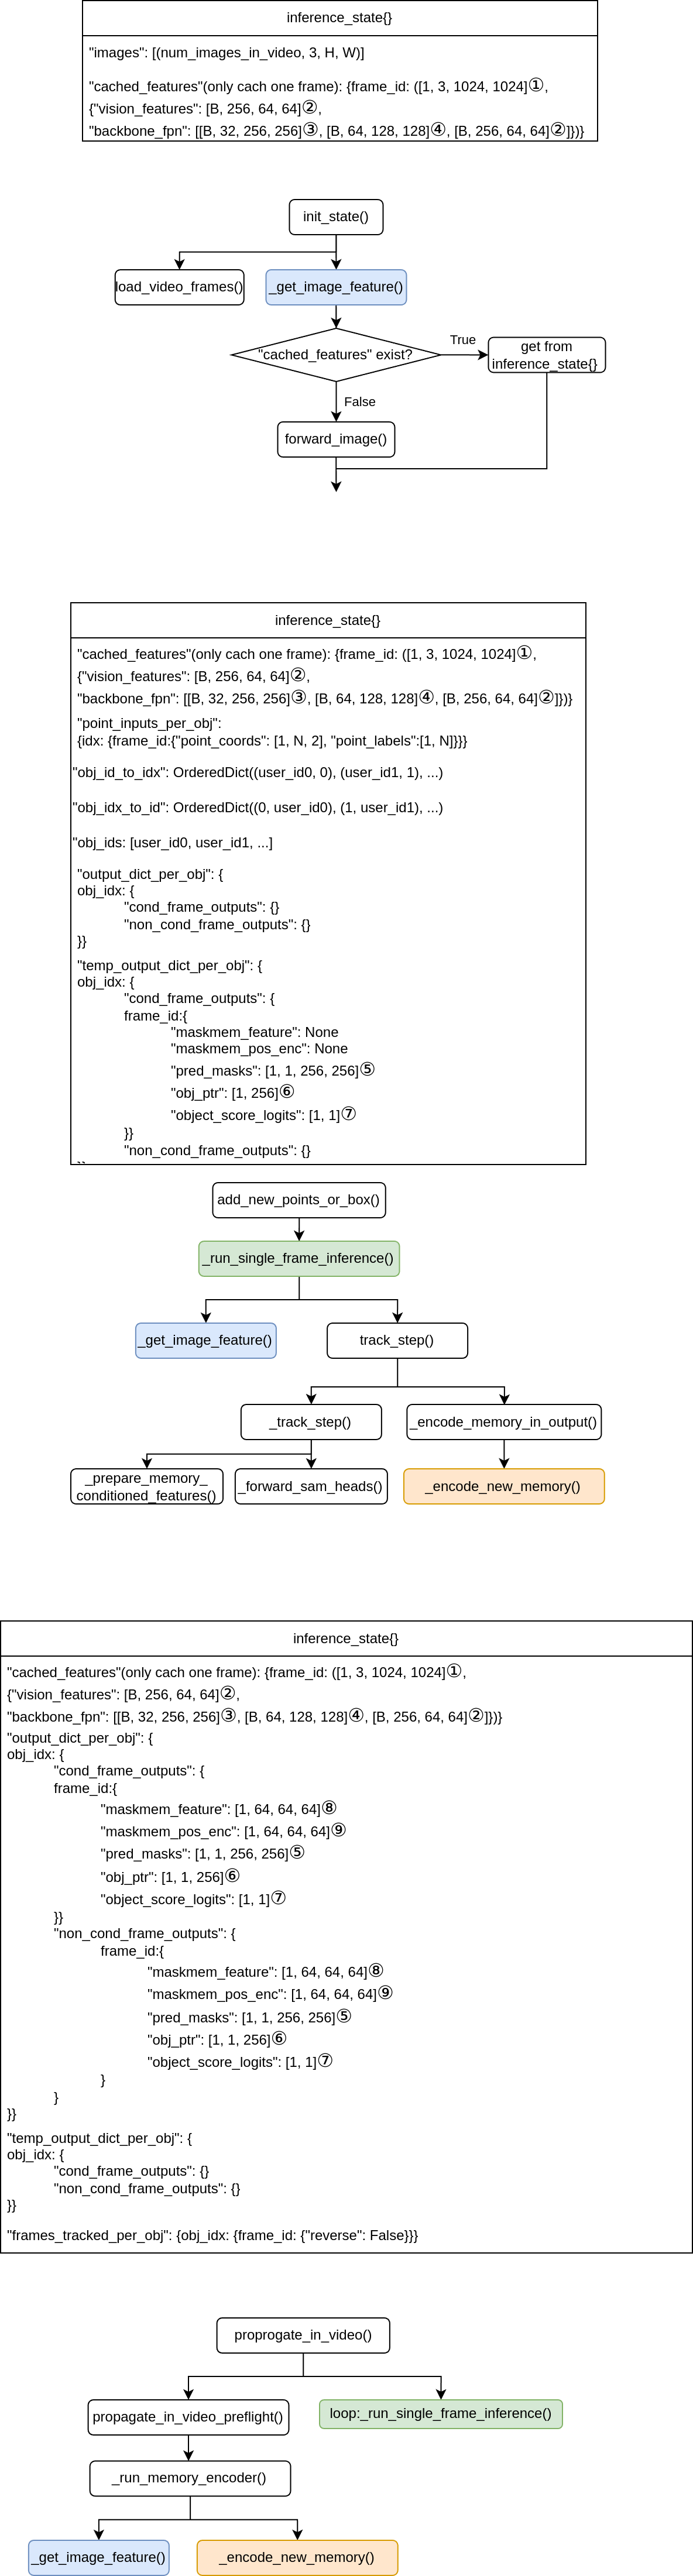 inference_state{}
"images": [(num_images_in_video, 3, H, W)]
"cached_features"(only cach one frame): {frame_id: ([1, 3, 1024, 1024]①,
{"vision_features": [B, 256, 64, 64]②,
"backbone_fpn": [[B, 32, 256, 256]③, [B, 64, 128, 128]④, [B, 256, 64, 64]②]})}
init_state()
load_video_frames()
_get_image_feature()
"cached_features" exist?
True
get from
inference_state{}
False
forward_image()
inference_state{}
"cached_features"(only cach one frame): {frame_id: ([1, 3, 1024, 1024]①,
{"vision_features": [B, 256, 64, 64]②,
"backbone_fpn": [[B, 32, 256, 256]③, [B, 64, 128, 128]④, [B, 256, 64, 64]②]})}
"point_inputs_per_obj":
{idx: {frame_id:{"point_coords": [1, N, 2], "point_labels":[1, N]}}}
"obj_id_to_idx": OrderedDict((user_id0, 0), (user_id1, 1), ...)
"obj_idx_to_id": OrderedDict((0, user_id0), (1, user_id1), ...)
"obj_ids: [user_id0, user_id1, ...]
"output_dict_per_obj": {
obj_idx: {
"cond_frame_outputs": {}
"non_cond_frame_outputs": {}
}}
"temp_output_dict_per_obj": {
obj_idx: {
"cond_frame_outputs": {
frame_id:{
"maskmem_feature": None
"maskmem_pos_enc": None
"pred_masks": [1, 1, 256, 256]⑤
"obj_ptr": [1, 256]⑥
"object_score_logits": [1, 1]⑦
}}
"non_cond_frame_outputs": {}
add_new_points_or_box()
_run_single_frame_inference()
_get_image_feature()
track_step()
_track_step()
_encode_memory_in_output()
_prepare_memory_
conditioned_features()
_forward_sam_heads()
_encode_new_memory()
inference_state{}
"cached_features"(only cach one frame): {frame_id: ([1, 3, 1024, 1024]①,
{"vision_features": [B, 256, 64, 64]②,
"backbone_fpn": [[B, 32, 256, 256]③, [B, 64, 128, 128]④, [B, 256, 64, 64]②]})}
"output_dict_per_obj": {
obj_idx: {
"cond_frame_outputs": {
frame_id:{
"maskmem_feature": [1, 64, 64, 64]⑧
"maskmem_pos_enc": [1, 64, 64, 64]⑨
"pred_masks": [1, 1, 256, 256]⑤
"obj_ptr": [1, 1, 256]⑥
"object_score_logits": [1, 1]⑦
}}
"non_cond_frame_outputs": {
frame_id:{
"maskmem_feature": [1, 64, 64, 64]⑧
"maskmem_pos_enc": [1, 64, 64, 64]⑨
"pred_masks": [1, 1, 256, 256]⑤
"obj_ptr": [1, 1, 256]⑥
"object_score_logits": [1, 1]⑦
}
}
}}
"temp_output_dict_per_obj": {
obj_idx: {
"cond_frame_outputs": {}
"non_cond_frame_outputs": {}
}}
"frames_tracked_per_obj": {obj_idx: {frame_id: {"reverse": False}}}
proprogate_in_video()
propagate_in_video_preflight()
loop:_run_single_frame_inference()
_run_memory_encoder()
_get_image_feature()
_encode_new_memory()